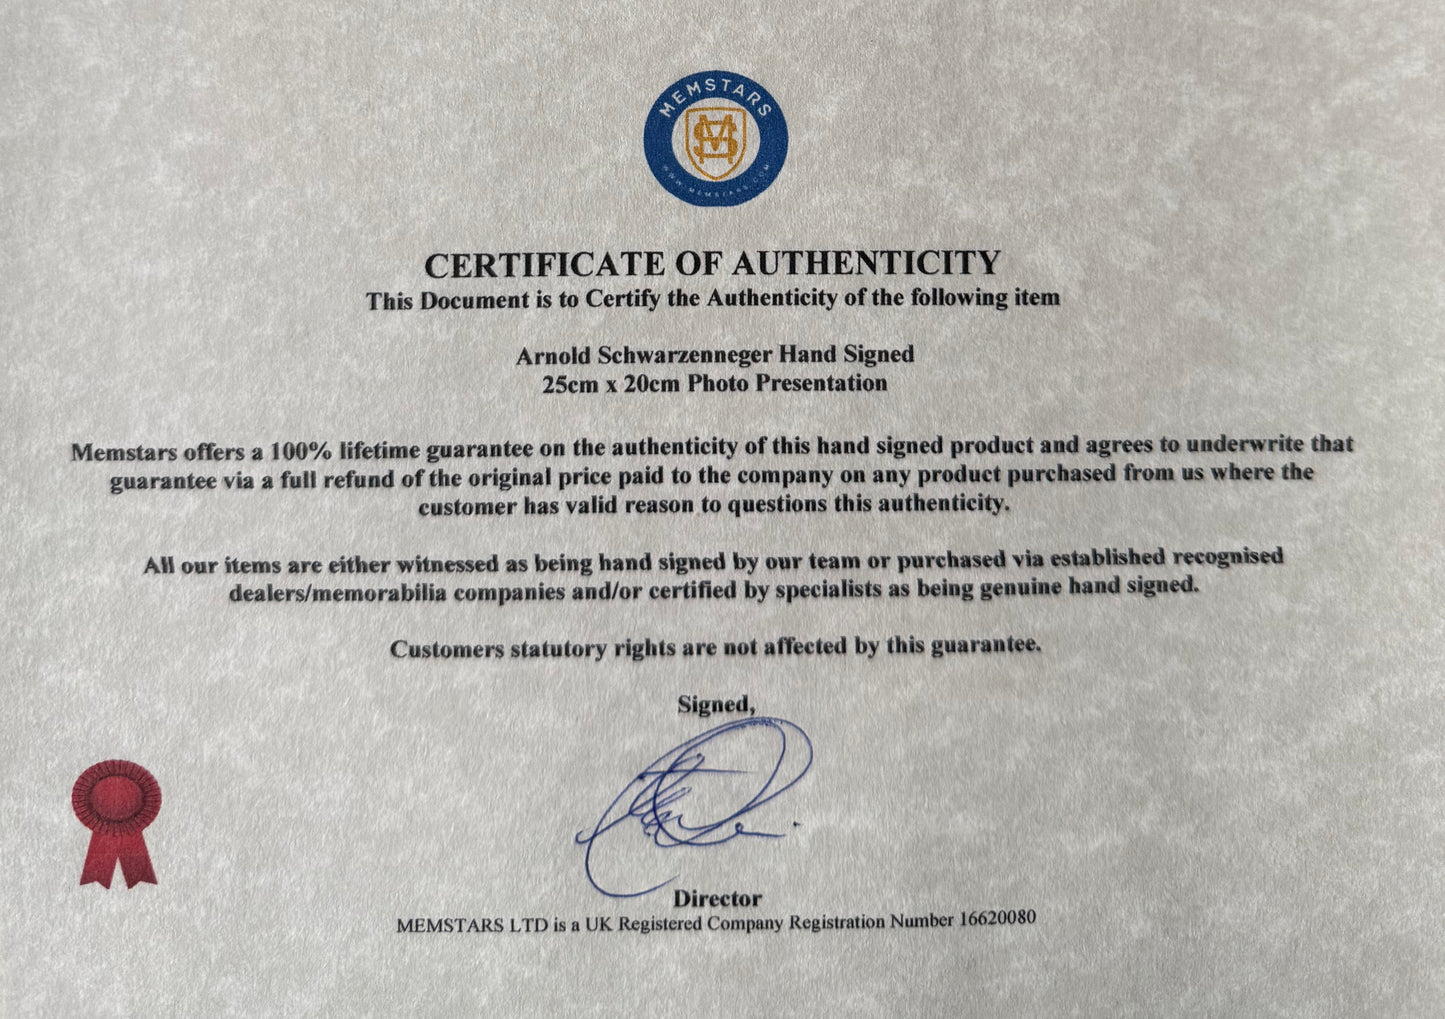 MEMSTARS
WWW.MEMSTARS.COM
CERTIFICATE OF AUTHENTICITY
This Document is to Certify the Authenticity of the following item
Arnold Schwarzenneger Hand Signed
25cm x 20cm Photo Presentation
Memstars offers a 100% lifetime guarantee on the authenticity of this hand signed product and agrees to underwrite that
guarantee via a full refund of the original price paid to the company on any product purchased from us where the
customer has valid reason to questions this authenticity.
All our items are either witnessed as being hand signed by our team or purchased via established recognised
dealers/memorabilia companies and/or certified by specialists as being genuine hand signed.
Customers statutory rights are not affected by this guarantee.
Signed,
Director
MEMSTARS LTD is a UK Registered Company Registration Number 16620080